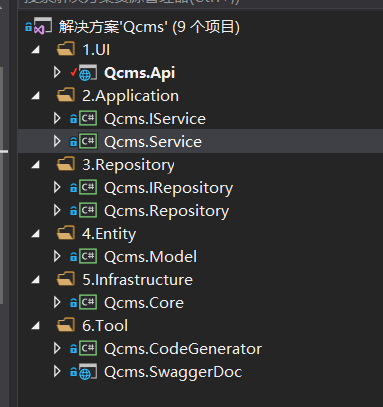 解决方案'Qcms' (9 个项目)
1.UI
Qcms.Api
2.Application
Qcms.IService
Qcms.Service
3.Repository
Qcms.IRepository
Qcms.Repository
4.Entity
Qcms.Model
5.Infrastructure
Qcms.Core
6.Tool
Qcms.CodeGenerator
Qcms.SwaggerDoc